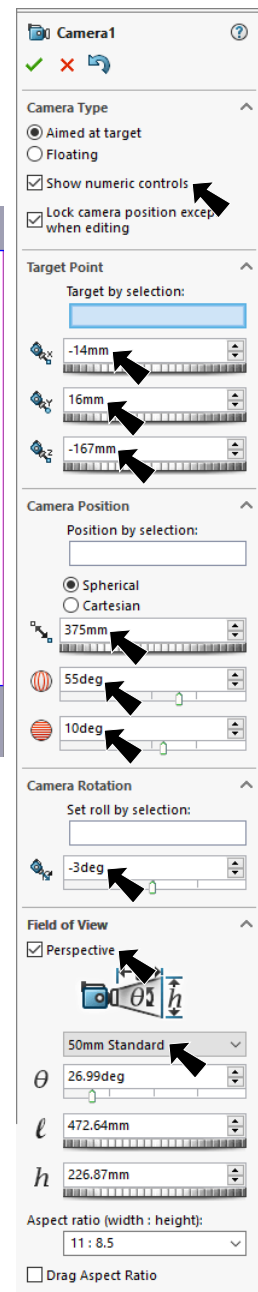 Camera1
Camera Type
Aimed at target
Floating
Show numeric controls
Lock camera position except
when editing
Target Point
Target by selection:
-14mm
16mm
-167mm
Camera Position
Position by selection:
Spherical
Cartesian
375mm
55deg
10deg
Camera Rotation
Set roll by selection:
-3deg
Field of View
Perspective
θ h
50mm Standard
θ 26.99deg
ℓ 472.64mm
h 226.87mm
Aspect ratio (width : height):
11 : 8.5
Drag Aspect Ratio